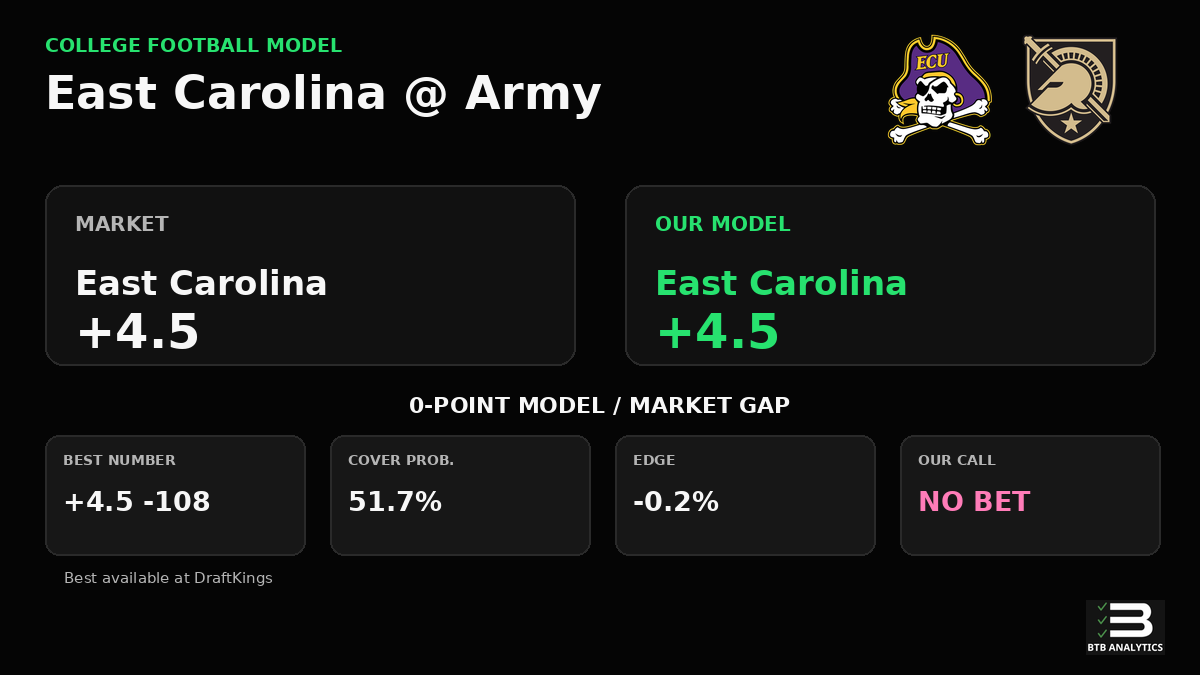 COLLEGE FOOTBALL MODEL
East Carolina @ Army
ECU
MARKET
East Carolina
+4.5
OUR MODEL
East Carolina
+4.5
0-POINT MODEL / MARKET GAP
BEST NUMBER
+4.5 -108
COVER PROB.
51.7%
EDGE
-0.2%
OUR CALL
NO BET
Best available at DraftKings
BTB ANALYTICS